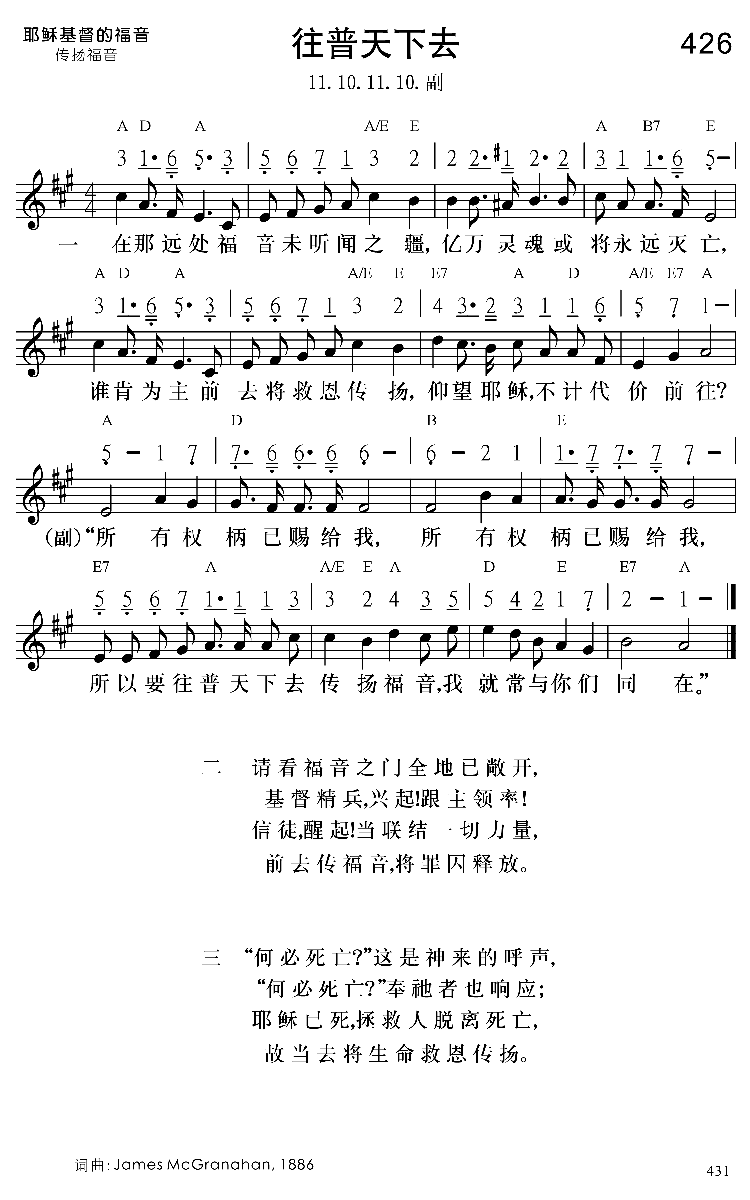 耶稣基督的福音
传扬福音
往普天下去
426
11. 10. 11. 10. 副
A D A A/E E A B7 E
3 1· 6 5· 3 | 5 6 7 1 3 2 | 2 2· #1 2· 2 | 3 1 1· 6 5 –
一 在那远处福音未听闻之疆,亿万灵魂或将永远灭亡,
A D A A/E E E7 A D A/E E7 A
3 1· 6 5· 3 | 5 6 7 1 3 2 | 4 3· 2 3 1 1 6 | 5 7 1 –
谁肯为主前去将救恩传扬,仰望耶稣,不计代价前往?
A D B E
5 – 1 7 | 7· 6 6· 6 6 – | 6 – 2 1 | 1· 7 7· 7 7 –
(副)“所有权柄已赐给我,所有权柄已赐给我,
E7 A A/E E A D E E7 A
5 5 6 7 1· 1 1 3 | 3 2 4 3 5 | 5 4 2 1 7 | 2 – 1 –
所以要往普天下去传扬福音,我就常与你们同在。”
二 请看福音之门全地已敞开,
基督精兵,兴起!跟主领率!
信徒,醒起!当联结一切力量,
前去传福音,将罪囚释放。
三 “何必死亡?”这是神来的呼声,
“何必死亡?”奉祂者也响应;
耶稣已死,拯救人脱离死亡,
故当去将生命救恩传扬。
词曲: James McGranahan, 1886
431